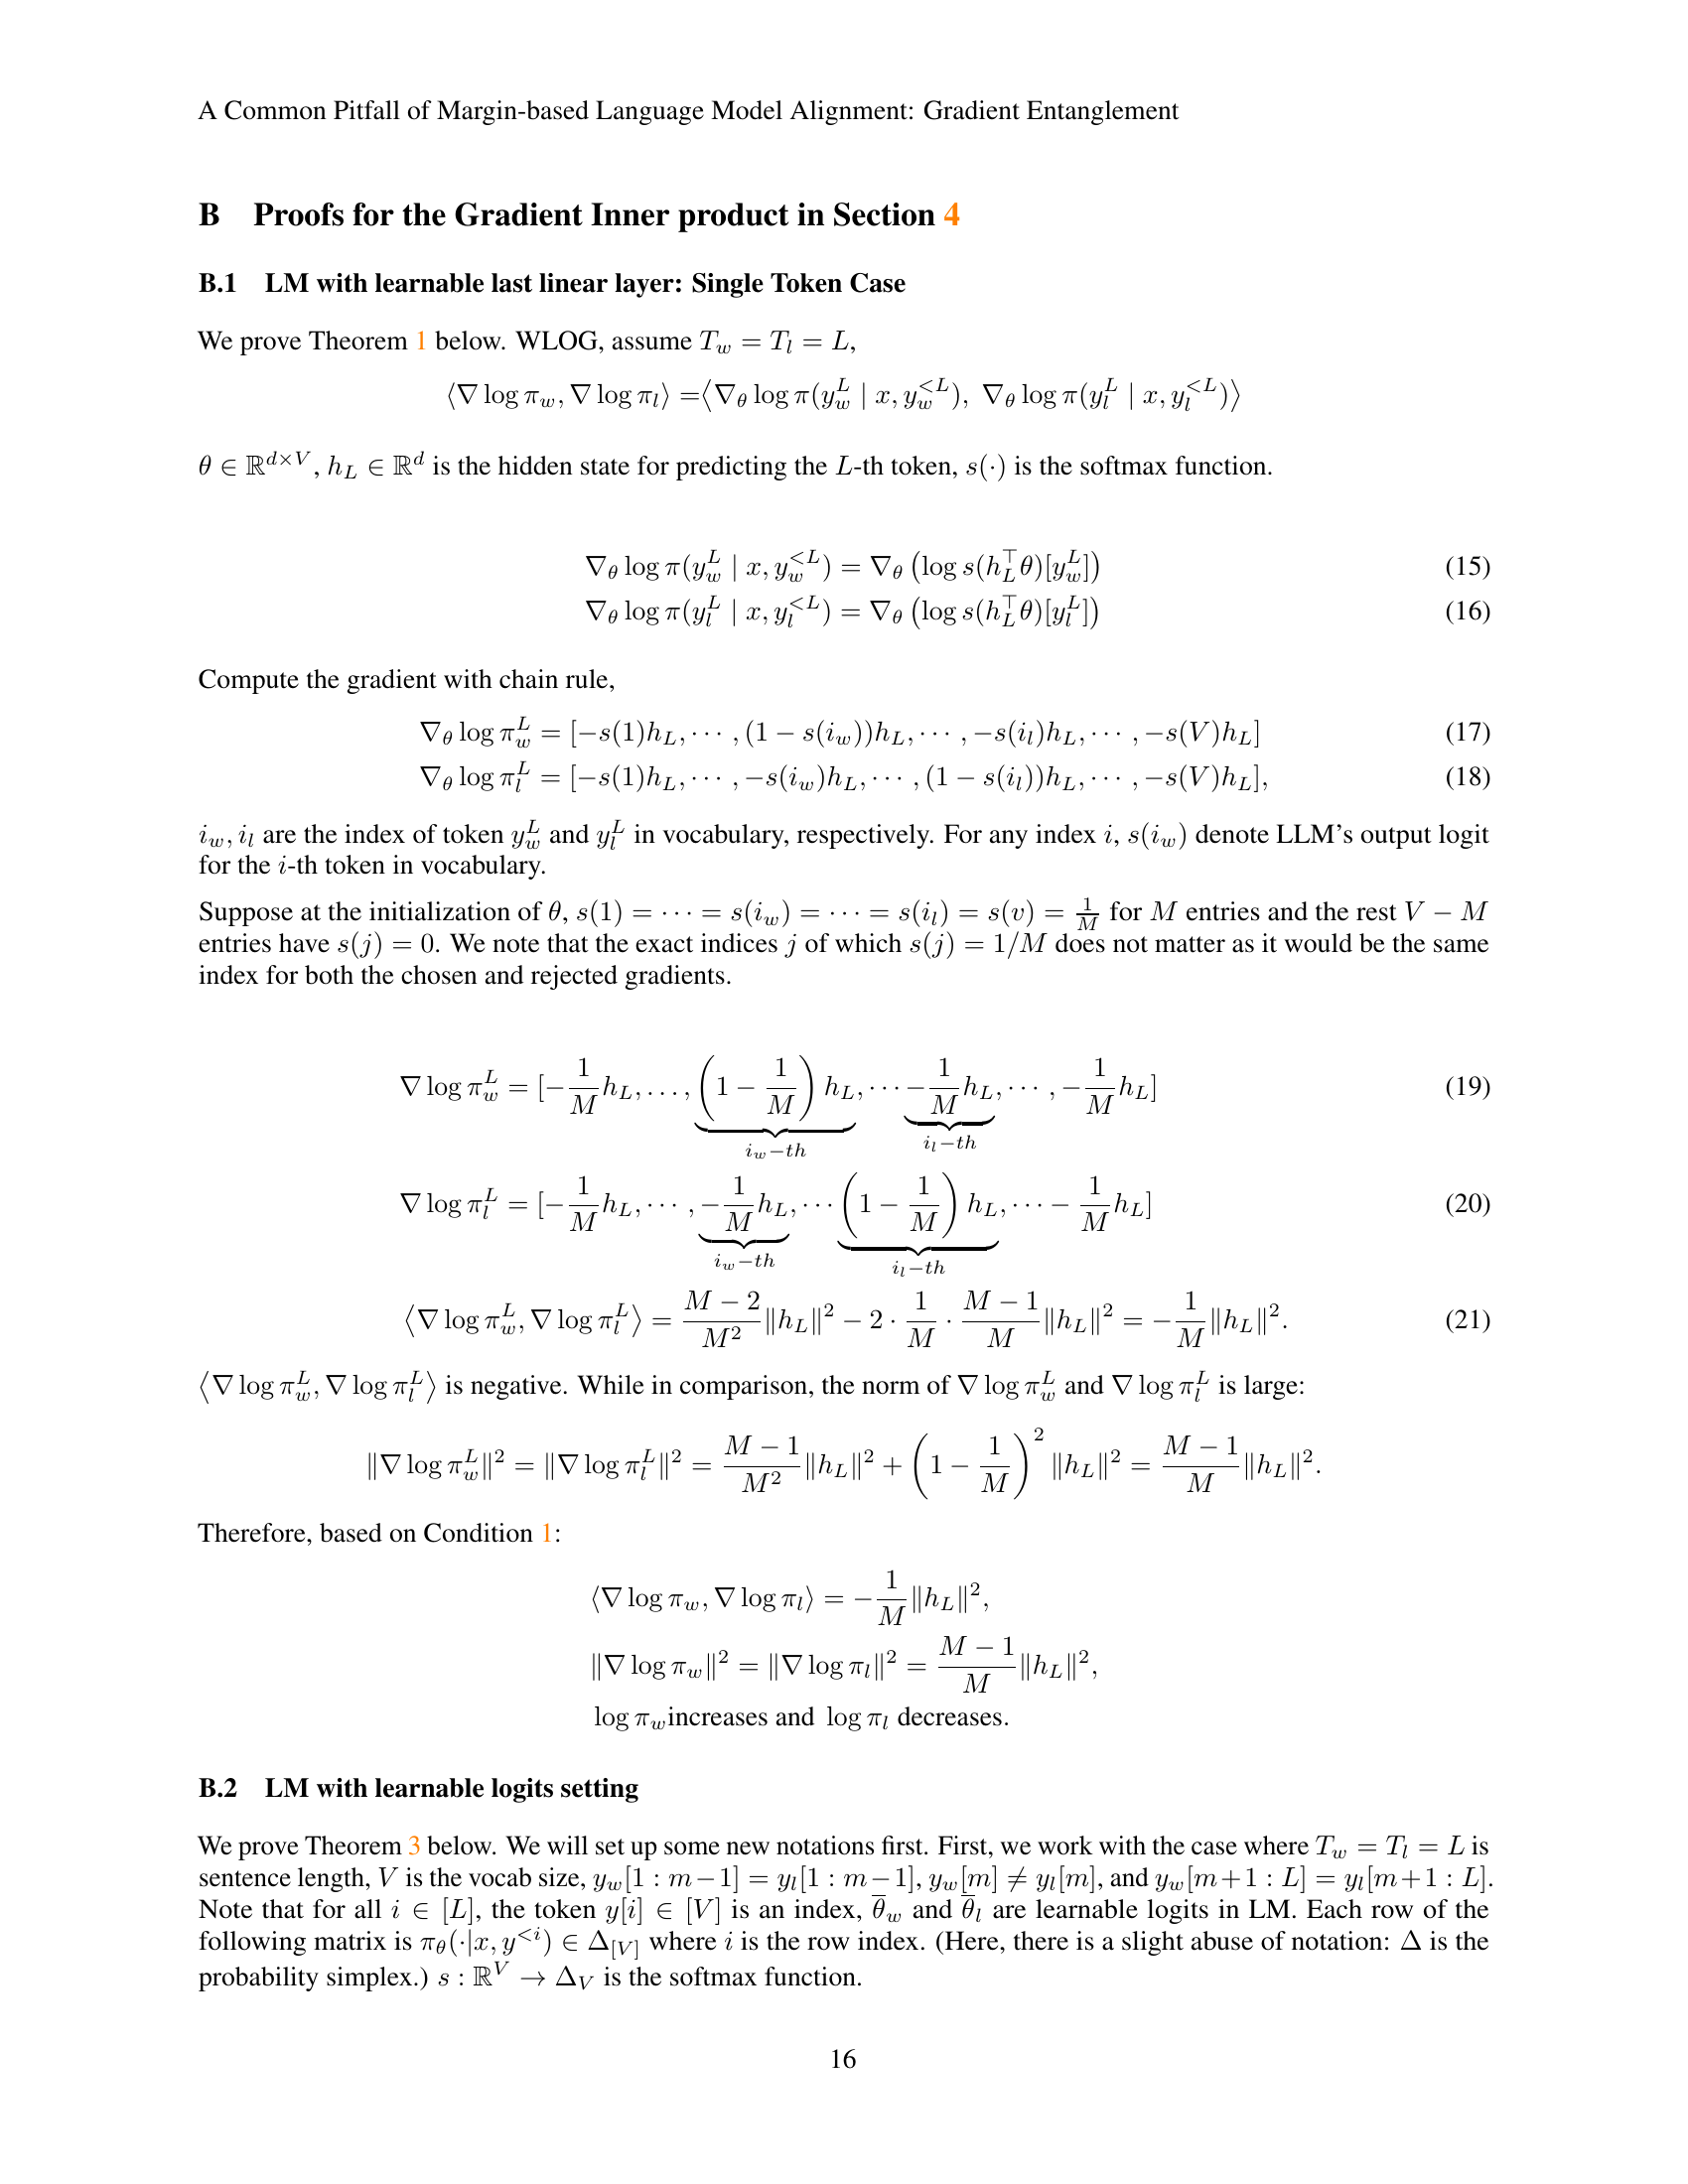 A Common Pitfall of Margin-based Language Model Alignment: Gradient Entanglement
B Proofs for the Gradient Inner product in Section 4
B.1 LM with learnable last linear layer: Single Token Case
We prove Theorem 1 below. WLOG, assume $T_w = T_l = L$,
$\langle \nabla \log \pi_w, \nabla \log \pi_l \rangle = \langle \nabla_\theta \log \pi(y_w^L \mid x, y_w^{<L}), \nabla_\theta \log \pi(y_l^L \mid x, y_l^{<L}) \rangle$
$\theta \in \mathbb{R}^{d \times V}$, $h_L \in \mathbb{R}^d$ is the hidden state for predicting the $L$-th token, $s(\cdot)$ is the softmax function.
$\nabla_\theta \log \pi(y_w^L \mid x, y_w^{<L}) = \nabla_\theta \left( \log s(h_L^\top \theta)[y_w^L] \right)$ (15)
$\nabla_\theta \log \pi(y_l^L \mid x, y_l^{<L}) = \nabla_\theta \left( \log s(h_L^\top \theta)[y_l^L] \right)$ (16)
Compute the gradient with chain rule,
$\nabla_\theta \log \pi_w^L = [-s(1)h_L, \cdots, (1 - s(i_w))h_L, \cdots, -s(i_l)h_L, \cdots, -s(V)h_L]$ (17)
$\nabla_\theta \log \pi_l^L = [-s(1)h_L, \cdots, -s(i_w)h_L, \cdots, (1 - s(i_l))h_L, \cdots, -s(V)h_L],$ (18)
$i_w, i_l$ are the index of token $y_w^L$ and $y_l^L$ in vocabulary, respectively. For any index $i$, $s(i_w)$ denote LLM's output logit
for the $i$-th token in vocabulary.
Suppose at the initialization of $\theta$, $s(1) = \cdots = s(i_w) = \cdots = s(i_l) = s(v) = \frac{1}{M}$ for $M$ entries and the rest $V - M$
entries have $s(j) = 0$. We note that the exact indices $j$ of which $s(j) = 1/M$ does not matter as it would be the same
index for both the chosen and rejected gradients.
$\nabla \log \pi_w^L = [-\frac{1}{M}h_L, \ldots, \underbrace{\left(1 - \frac{1}{M}\right) h_L}_{i_w-th}, \cdots \underbrace{-\frac{1}{M}h_L}_{i_l-th}, \cdots, -\frac{1}{M}h_L]$ (19)
$\nabla \log \pi_l^L = [-\frac{1}{M}h_L, \cdots, \underbrace{-\frac{1}{M}h_L}_{i_w-th}, \cdots \underbrace{\left(1 - \frac{1}{M}\right) h_L}_{i_l-th}, \cdots - \frac{1}{M}h_L]$ (20)
$\langle \nabla \log \pi_w^L, \nabla \log \pi_l^L \rangle = \frac{M-2}{M^2} \|h_L\|^2 - 2 \cdot \frac{1}{M} \cdot \frac{M-1}{M} \|h_L\|^2 = -\frac{1}{M} \|h_L\|^2.$ (21)
$\langle \nabla \log \pi_w^L, \nabla \log \pi_l^L \rangle$ is negative. While in comparison, the norm of $\nabla \log \pi_w^L$ and $\nabla \log \pi_l^L$ is large:
$\|\nabla \log \pi_w^L\|^2 = \|\nabla \log \pi_l^L\|^2 = \frac{M-1}{M^2} \|h_L\|^2 + \left(1 - \frac{1}{M}\right)^2 \|h_L\|^2 = \frac{M-1}{M} \|h_L\|^2.$
Therefore, based on Condition 1:
$\langle \nabla \log \pi_w, \nabla \log \pi_l \rangle = -\frac{1}{M} \|h_L\|^2,$
$\|\nabla \log \pi_w\|^2 = \|\nabla \log \pi_l\|^2 = \frac{M-1}{M} \|h_L\|^2,$
$\log \pi_w$increases and $\log \pi_l$ decreases.
B.2 LM with learnable logits setting
We prove Theorem 3 below. We will set up some new notations first. First, we work with the case where $T_w = T_l = L$ is
sentence length, $V$ is the vocab size, $y_w[1 : m-1] = y_l[1 : m-1]$, $y_w[m] \neq y_l[m]$, and $y_w[m+1 : L] = y_l[m+1 : L]$.
Note that for all $i \in [L]$, the token $y[i] \in [V]$ is an index, $\overline{\theta}_w$ and $\overline{\theta}_l$ are learnable logits in LM. Each row of the
following matrix is $\pi_\theta(\cdot|x, y^{<i}) \in \Delta_{[V]}$ where $i$ is the row index. (Here, there is a slight abuse of notation: $\Delta$ is the
probability simplex.) $s : \mathbb{R}^V \to \Delta_V$ is the softmax function.
16